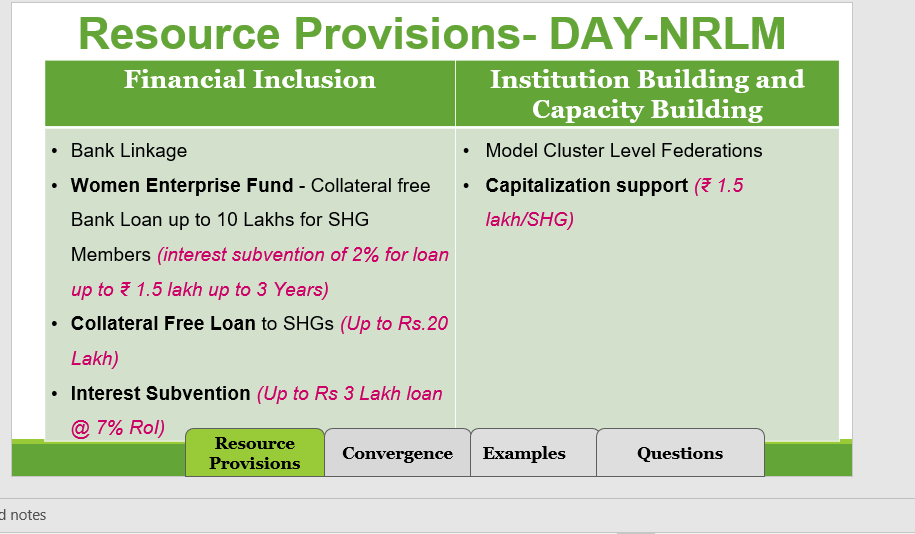 Resource Provisions- DAY-NRLM
Financial Inclusion
Institution Building and
Capacity Building
• Bank Linkage
• Women Enterprise Fund - Collateral free
Bank Loan up to 10 Lakhs for SHG
Members (interest subvention of 2% for loan
up to ₹ 1.5 lakh up to 3 Years)
• Collateral Free Loan to SHGs (Up to Rs.20
Lakh)
• Interest Subvention (Up to Rs 3 Lakh loan
@ 7% RoI)
• Model Cluster Level Federations
• Capitalization support (₹ 1.5
lakh/SHG)
Resource
Provisions
Convergence
Examples
Questions
d notes